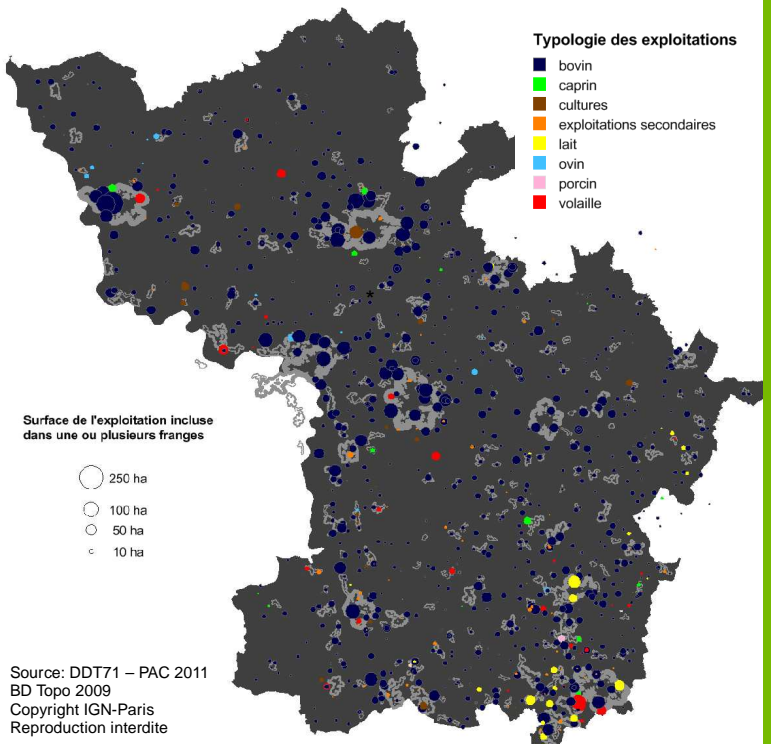 Typologie des exploitations
bovin
caprin
cultures
exploitations secondaires
lait
ovin
porcin
volaille
Surface de l'exploitation incluse
dans une ou plusieurs franges
250 ha
100 ha
50 ha
10 ha
Source: DDT71 – PAC 2011
BD Topo 2009
Copyright IGN-Paris
Reproduction interdite